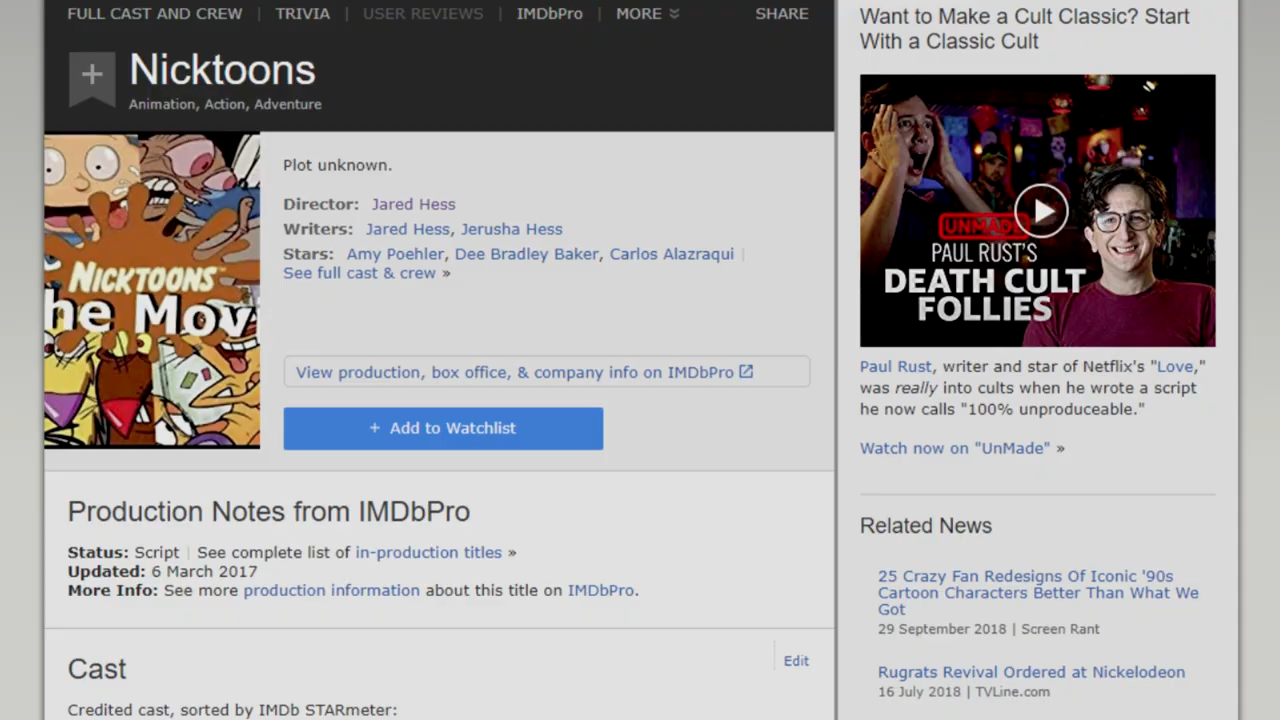 FULL CAST AND CREW | TRIVIA | USER REVIEWS | IMDbPro | MORE SHARE
+ Nicktoons
Animation, Action, Adventure
NICKTOONS
he Mov
Plot unknown.
Director: Jared Hess
Writers: Jared Hess, Jerusha Hess
Stars: Amy Poehler, Dee Bradley Baker, Carlos Alazraqui |
See full cast & crew »
View production, box office, & company info on IMDbPro
+ Add to Watchlist
Production Notes from IMDbPro
Status: Script | See complete list of in-production titles »
Updated: 6 March 2017
More Info: See more production information about this title on IMDbPro.
Cast
Edit
Credited cast, sorted by IMDb STARmeter:
Want to Make a Cult Classic? Start
With a Classic Cult
UNMADE
PAUL RUST'S
DEATH CULT
FOLLIES
Paul Rust, writer and star of Netflix's "Love,"
was really into cults when he wrote a script
he now calls "100% unproduceable."
Watch now on "UnMade" »
Related News
25 Crazy Fan Redesigns Of Iconic '90s
Cartoon Characters Better Than What We
Got
29 September 2018 | Screen Rant
Rugrats Revival Ordered at Nickelodeon
16 July 2018 | TVLine.com